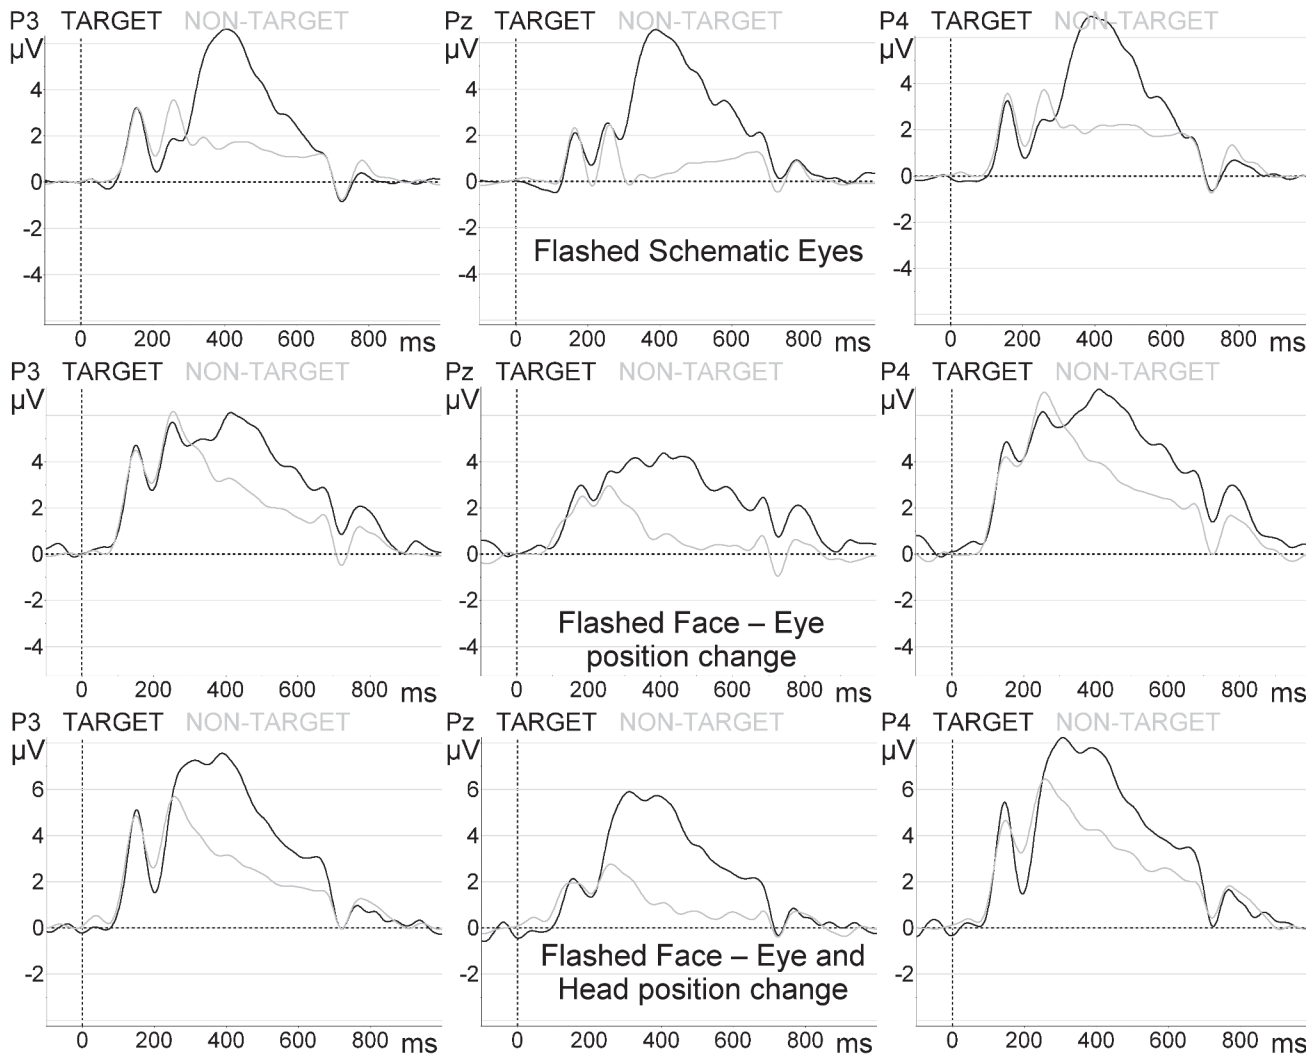 P3 TARGET NON-TARGET
µV
4
2
0
-2
-4
0 200 400 600 800 ms
Pz TARGET NON-TARGET
µV
4
2
0
-2
-4
Flashed Schematic Eyes
0 200 400 600 800 ms
P4 TARGET NON-TARGET
µV
4
2
0
-2
-4
0 200 400 600 800 ms
P3 TARGET NON-TARGET
µV
4
2
0
-2
-4
0 200 400 600 800 ms
Pz TARGET NON-TARGET
µV
4
2
0
-2
-4
Flashed Face – Eye
position change
0 200 400 600 800 ms
P4 TARGET NON-TARGET
µV
4
2
0
-2
-4
0 200 400 600 800 ms
P3 TARGET NON-TARGET
µV
6
4
2
0
-2
0 200 400 600 800 ms
Pz TARGET NON-TARGET
µV
6
4
2
0
-2
Flashed Face – Eye and
Head position change
0 200 400 600 800 ms
P4 TARGET NON-TARGET
µV
6
4
2
0
-2
0 200 400 600 800 ms